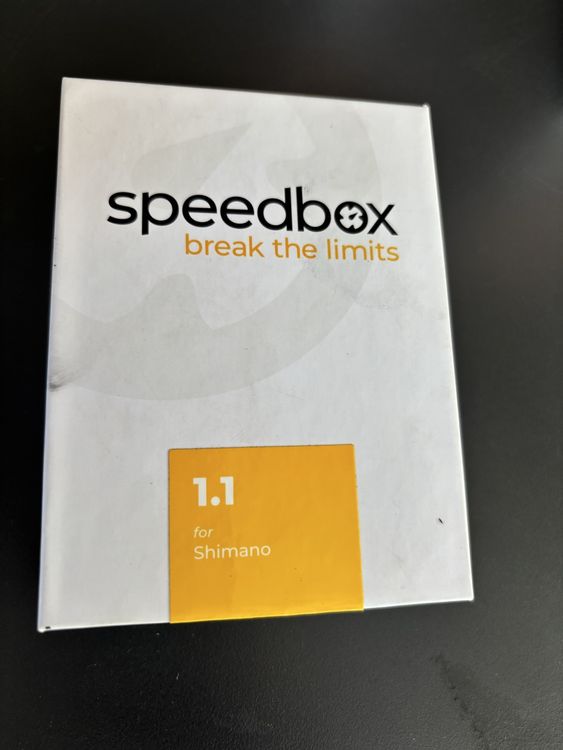 speedbox
break the limits
1.1
for
Shimano